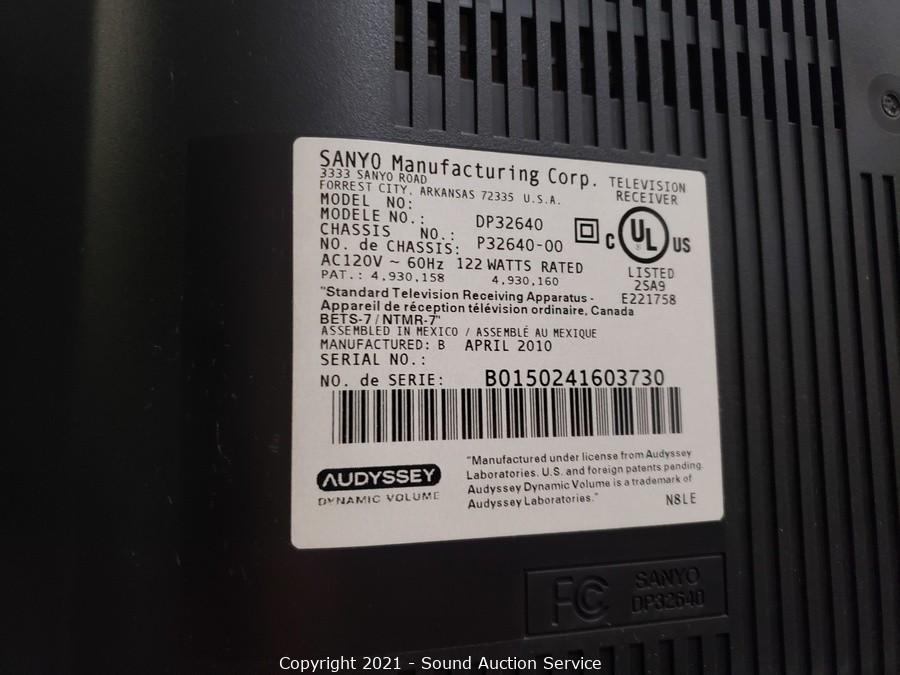 SANYO Manufacturing Corp.
3333 SANYO ROAD
FORREST CITY, ARKANSAS 72335 U.S.A.
TELEVISION
RECEIVER
MODEL NO:
MODELE NO.: DP32640
CHASSIS NO.:
NO. de CHASSIS: P32640-00
C UL US
LISTED
2SA9
E221758
AC120V ~ 60Hz 122 WATTS RATED
PAT.: 4,930,158 4,930,160
"Standard Television Receiving Apparatus -
Appareil de réception télévision ordinaire, Canada
BETS-7 / NTMR-7"
ASSEMBLED IN MEXICO / ASSEMBLÉ AU MEXIQUE
MANUFACTURED: B APRIL 2010
SERIAL NO.:
NO. de SERIE: B0150241603730
AUDYSSEY
DYNAMIC VOLUME
"Manufactured under license from Audyssey
Laboratories. U.S. and foreign patents pending.
Audyssey Dynamic Volume is a trademark of
Audyssey Laboratories."
N8LE
FC SANYO
DP32640
Copyright 2021 - Sound Auction Service